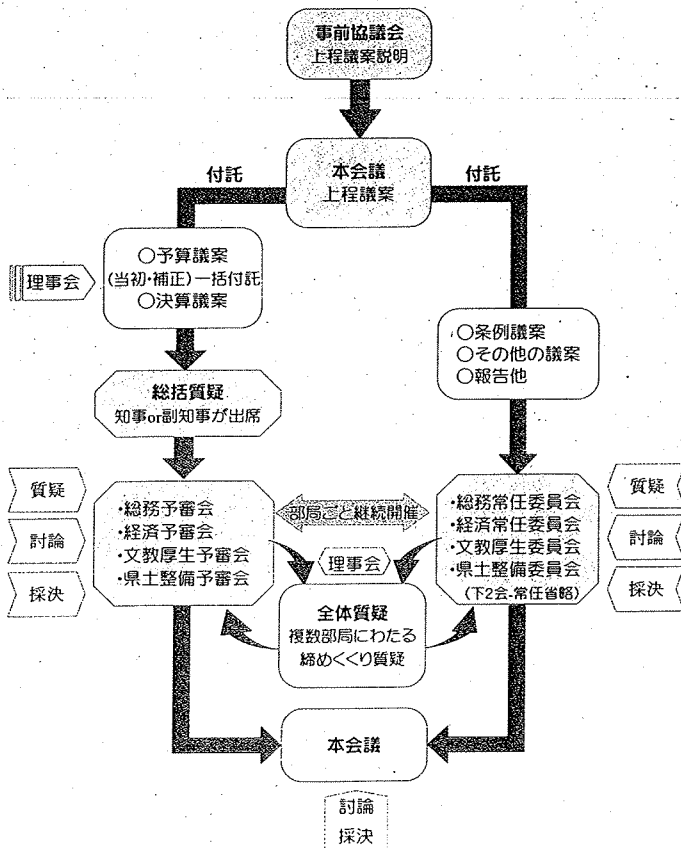 事前協議会
上程議案説明
付託
本会議
上程議案
付託
理事会
○予算議案
(当初・補正)一括付託
○決算議案
○条例議案
○その他の議案
○報告他
総括質疑
知事or副知事が出席
質疑
討論
採決
・総務予審会
・経済予審会
・文教厚生予審会
・県土整備予審会
部局ごと継続開催
・総務常任委員会
・経済常任委員会
・文教厚生委員会
・県土整備委員会
(下2会-常任省略)
質疑
討論
採決
理事会
全体質疑
複数部局にわたる
締めくくり質疑
本会議
討論
採決